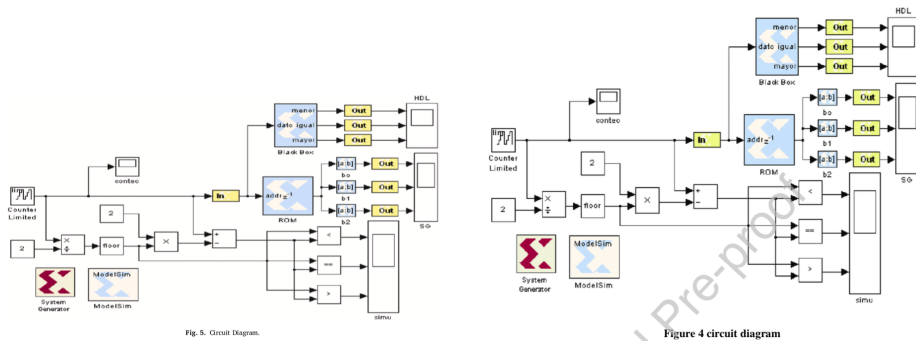 HDL
menor
Out
dato igual
Out
mayor
Out
Black Box
contec
[a:b]
Out
bo
Counter
Limited
In
addr z⁻¹
[a:b]
Out
b1
ROM
[a:b]
Out
b2
SG
2
2
×
÷
floor
×
+
−
<
==
>
ModelSim
System
Generator
ModelSim
simu
Fig. 5. Circuit Diagram.
HDL
menor
Out
dato igual
Out
mayor
Out
Black Box
contec
[a:b]
Out
bo
Counter
Limited
In
addr z⁻¹
[a:b]
Out
b1
ROM
[a:b]
Out
b2
SG
2
2
×
÷
floor
×
+
−
<
==
>
ModelSim
System
Generator
ModelSim
simu
Pre-proof
Figure 4 circuit diagram